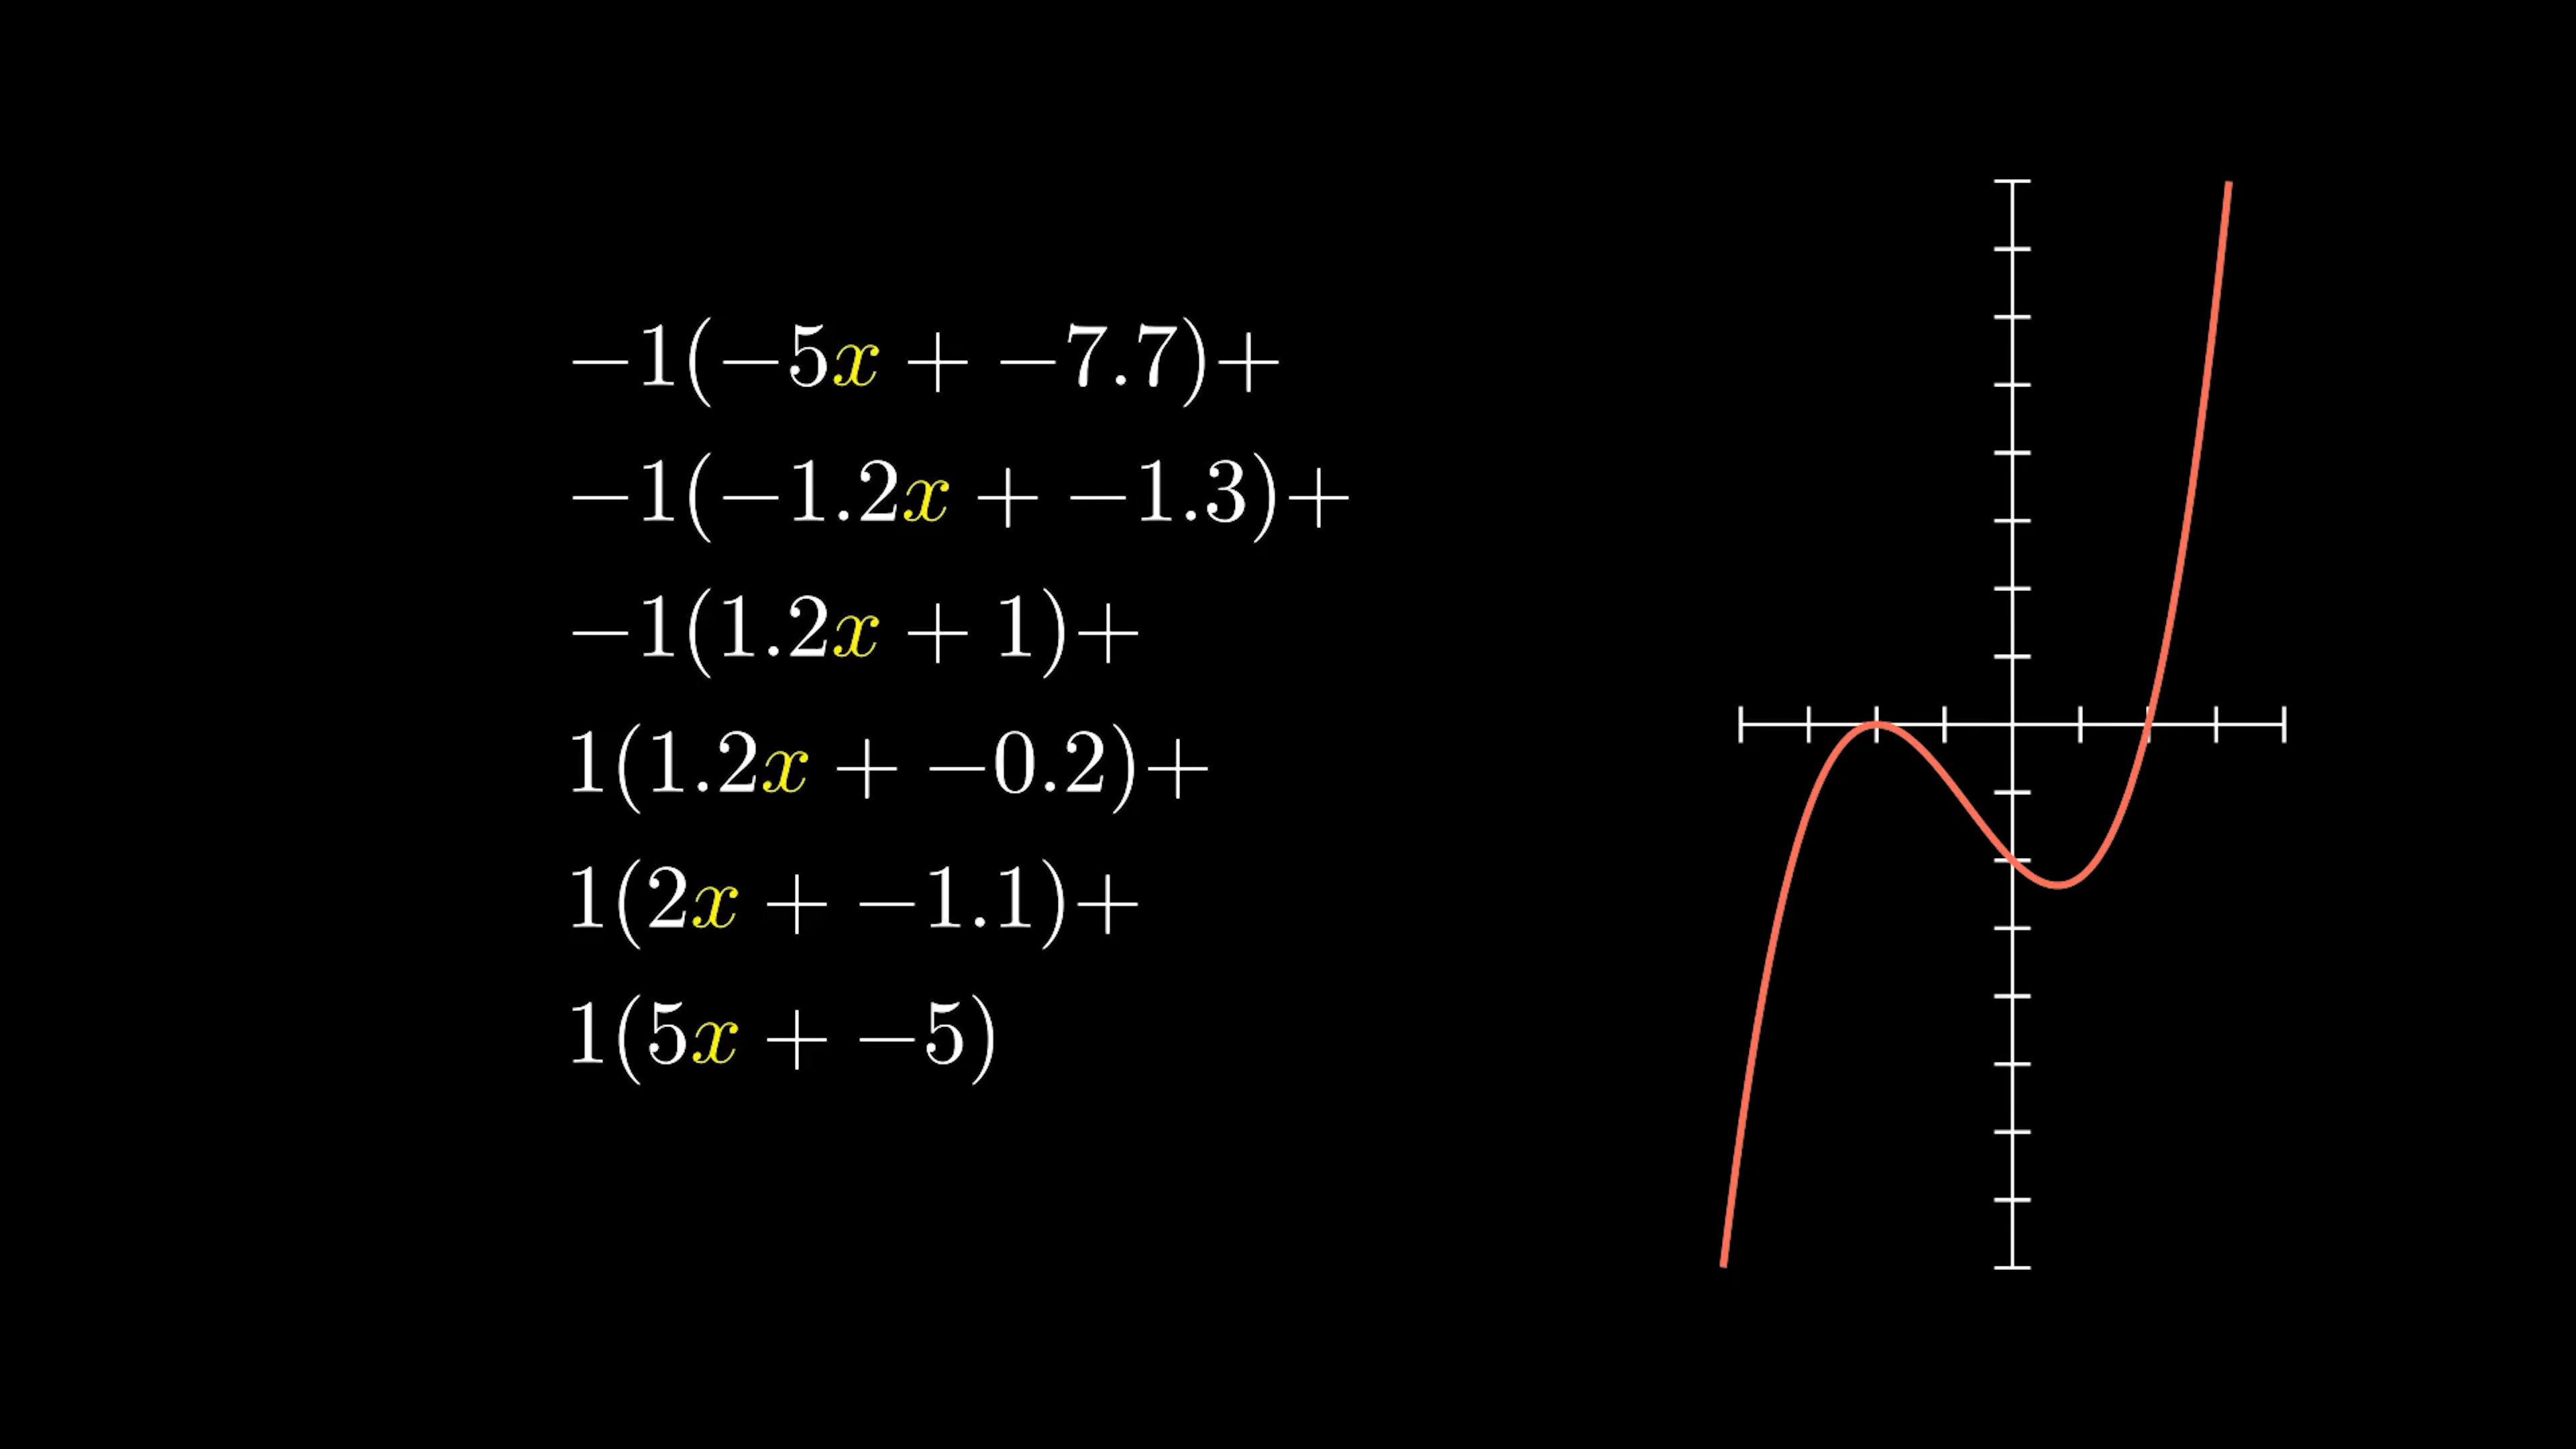 −1(−5x + −7.7)+
−1(−1.2x + −1.3)+
−1(1.2x + 1)+
1(1.2x + −0.2)+
1(2x + −1.1)+
1(5x + −5)